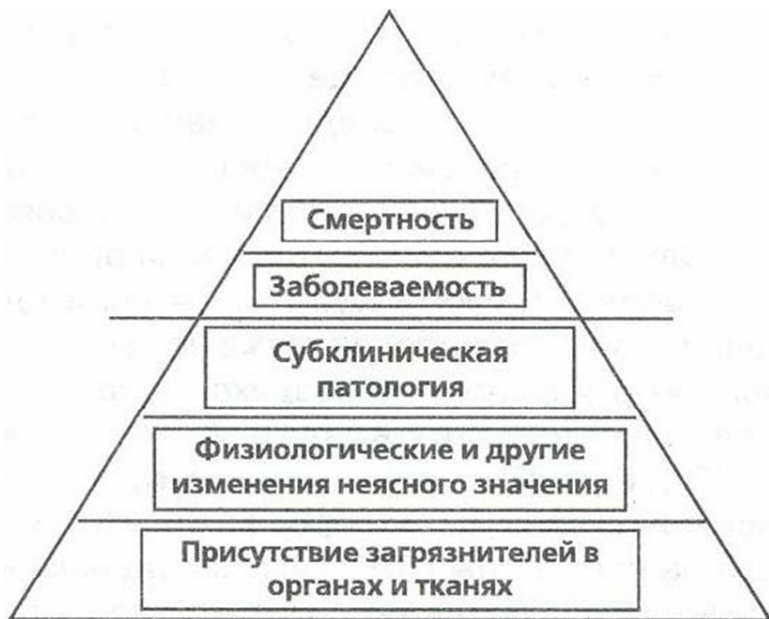 Смертность
Заболеваемость
Субклиническая
патология
Физиологические и другие
изменения неясного значения
Присутствие загрязнителей в
органах и тканях